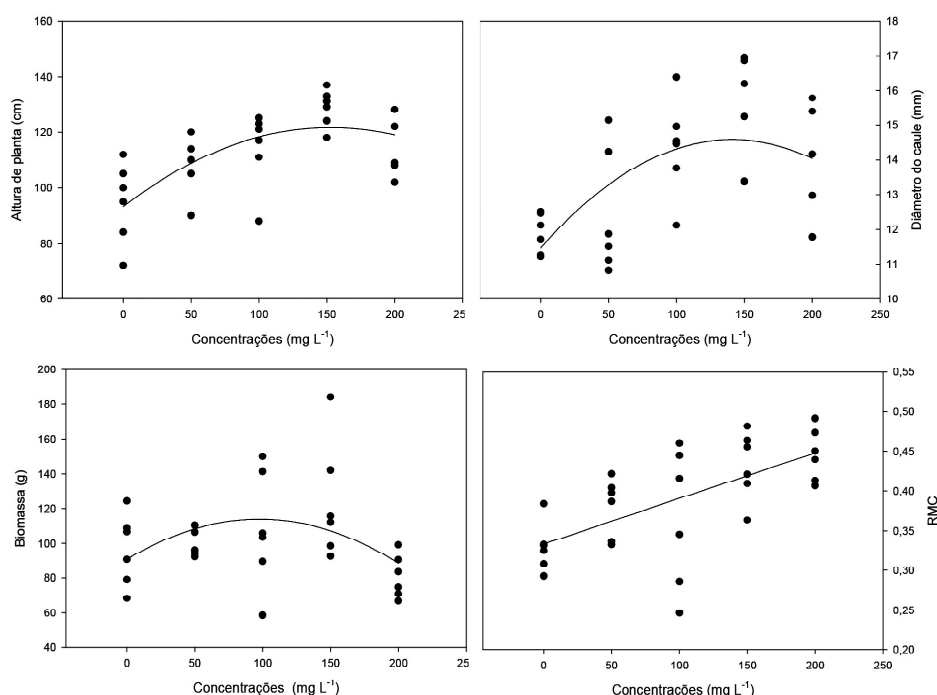 160
140
120
100
80
60
Altura de planta (cm)
0 50 100 150 200 25
Concentrações (mg L⁻¹)
18
17
16
15
14
13
12
11
10
Diâmetro do caule (mm)
0 50 100 150 200 250
Concentrações (mg L⁻¹)
200
180
160
140
120
100
80
60
40
Biomassa (g)
0 50 100 150 200 25
Concentrações (mg L⁻¹)
0,55
0,50
0,45
0,40
0,35
0,30
0,25
0,20
RMC
0 50 100 150 200 250
Concentrações (mg L⁻¹)